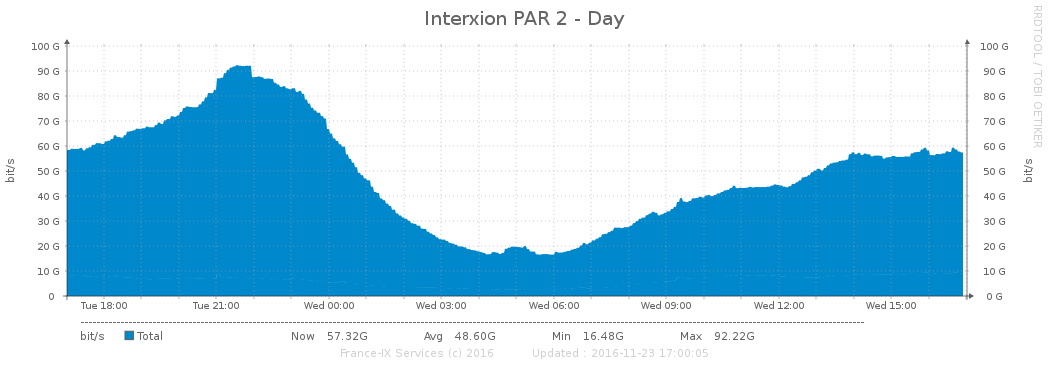 Interxion PAR 2 - Day
RRDTOOL / TOBI OETIKER
bit/s
bit/s
100 G 100 G
90 G 90 G
80 G 80 G
70 G 70 G
60 G 60 G
50 G 50 G
40 G 40 G
30 G 30 G
20 G 20 G
10 G 10 G
0 0 G
Tue 18:00 Tue 21:00 Wed 00:00 Wed 03:00 Wed 06:00 Wed 09:00 Wed 12:00 Wed 15:00
bit/s Total Now 57.32G Avg 48.60G Min 16.48G Max 92.22G
France-IX Services (c) 2016 Updated : 2016-11-23 17:00:05